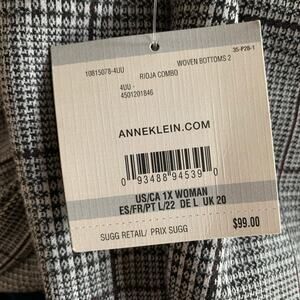 35-P28-1
10815078-4UU WOVEN BOTTOMS 2
RIOJA COMBO
4UU -
4501201846
ANNEKLEIN.COM
0 93488 94539 0
US/CA 1X WOMAN
ES/FR/PT L/22 DE L UK 20
$99.00
SUGG RETAIL/ PRIX SUGG